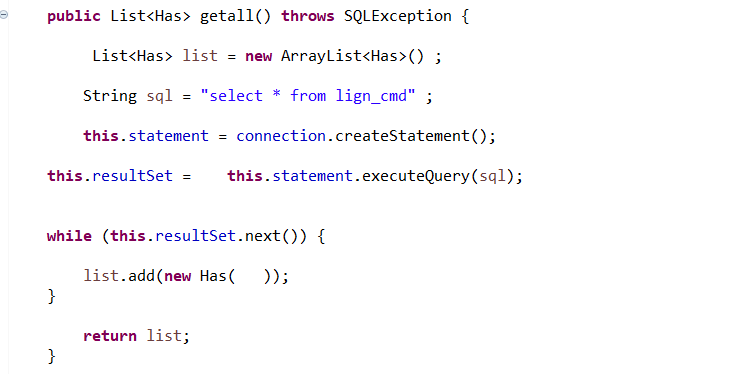 public List<Has> getall() throws SQLException {
List<Has> list = new ArrayList<Has>() ;
String sql = "select * from lign_cmd" ;
this.statement = connection.createStatement();
this.resultSet =    this.statement.executeQuery(sql);
while (this.resultSet.next()) {
list.add(new Has(   ));
}
return list;
}